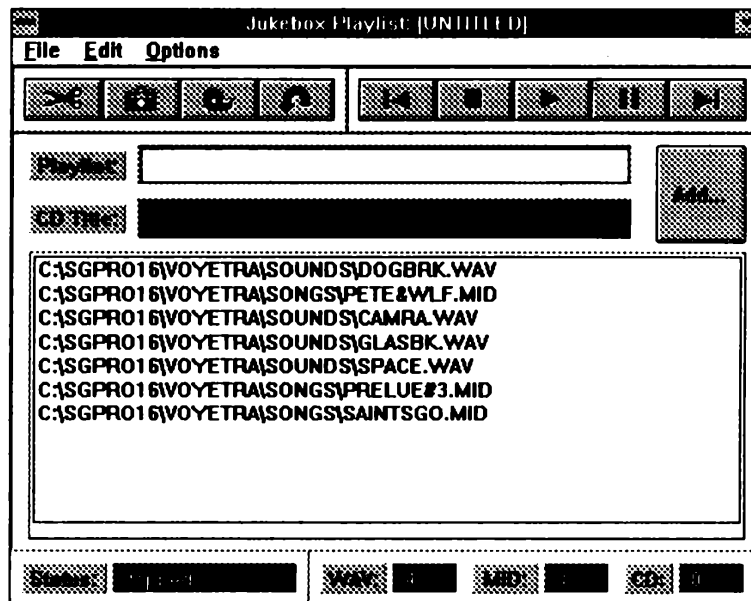 Jukebox Playlist: [UNTITLED]
File Edit Options
Playlist:
CD Title:
Add...
C:\SGPRO16\VOYETRA\SOUNDS\DOGBRK.WAV
C:\SGPRO16\VOYETRA\SONGS\PETE&WLF.MID
C:\SGPRO16\VOYETRA\SOUNDS\CAMRA.WAV
C:\SGPRO16\VOYETRA\SOUNDS\GLASBK.WAV
C:\SGPRO16\VOYETRA\SOUNDS\SPACE.WAV
C:\SGPRO16\VOYETRA\SONGS\PRELUE#3.MID
C:\SGPRO16\VOYETRA\SONGS\SAINTSGO.MID
Status: WAV: MID: CD: